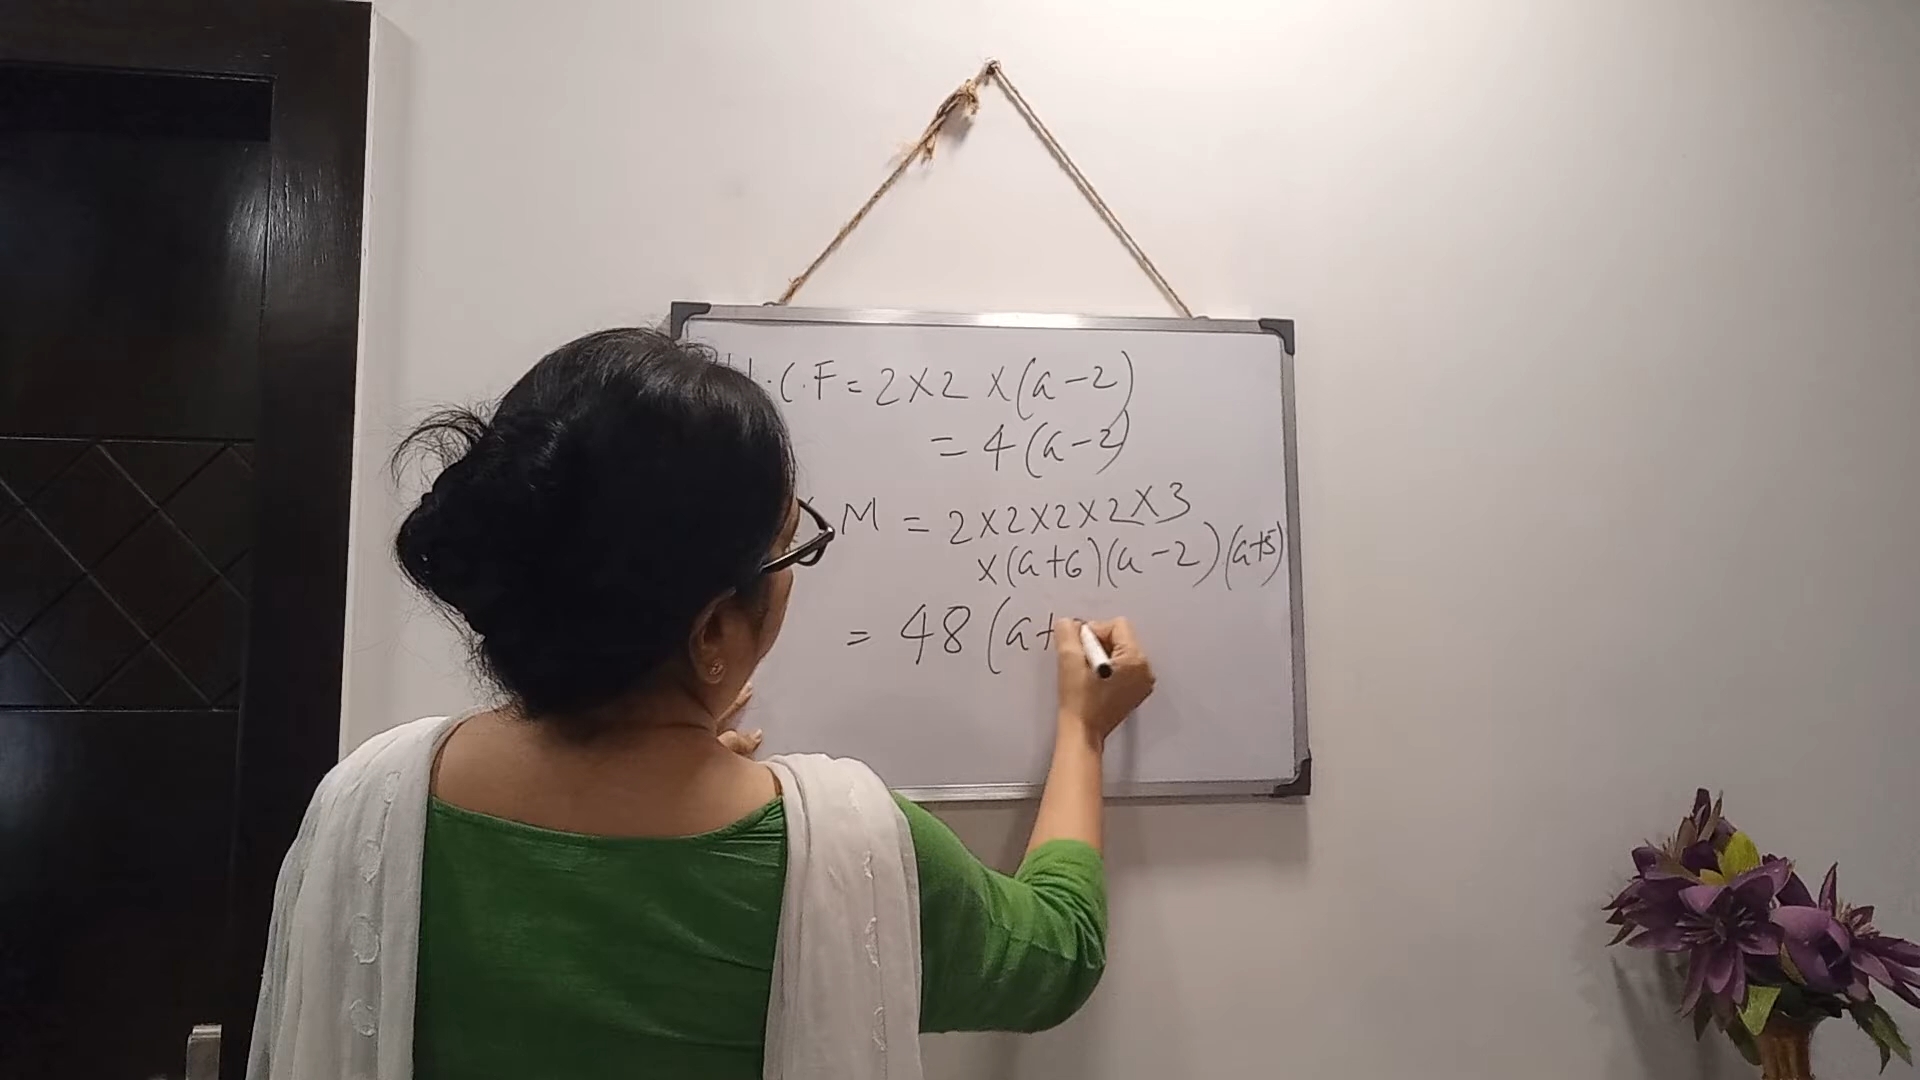 .C.F = 2×2 ×(a-2)
= 4(a-2)
M = 2×2×2×2×3
×(a+6)(a-2)(a+5)
= 48(a+